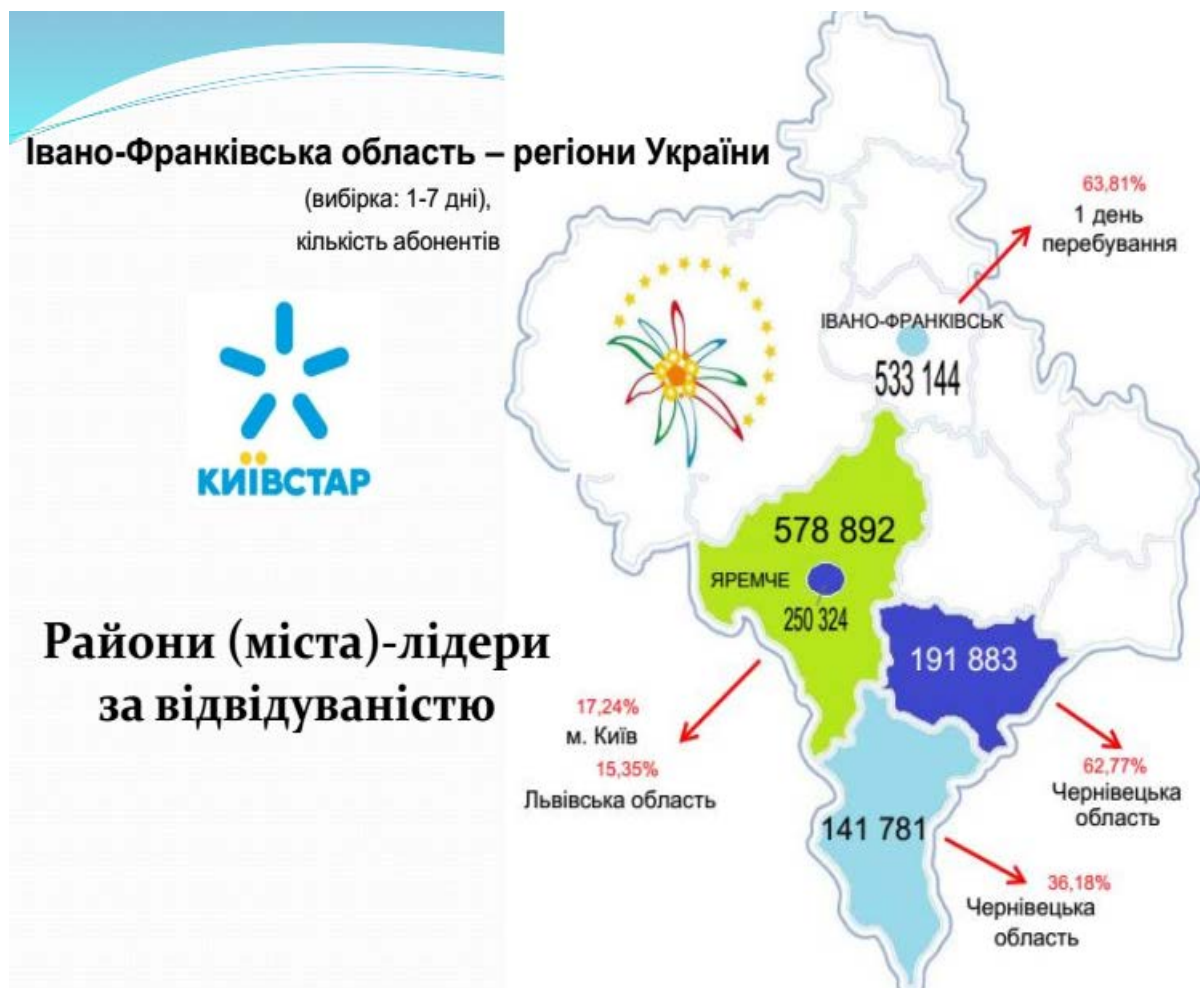 Івано-Франківська область – регіони України
(вибірка: 1-7 дні),
кількість абонентів
КИЇВСТАР
Райони (міста)-лідери
за відвідуваністю
63,81%
1 день
перебування
ІВАНО-ФРАНКІВСЬК
533 144
578 892
ЯРЕМЧЕ
250 324
191 883
17,24%
м. Київ
15,35%
Львівська область
62,77%
Чернівецька
область
141 781
36,18%
Чернівецька
область